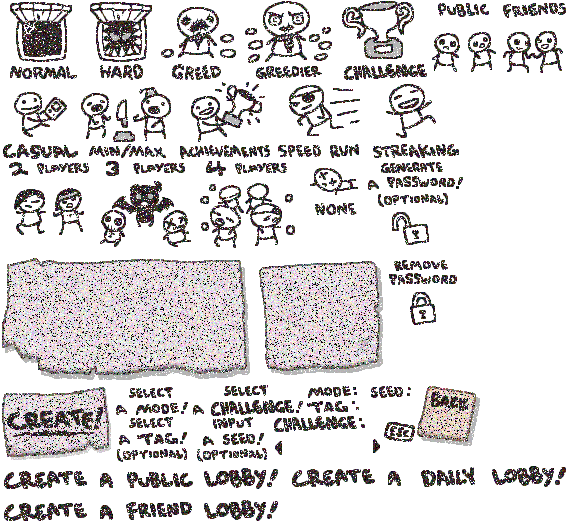 PUBLIC FRIENDS
NORMAL HARD GREED GREEDIER CHALLENGE
CASUAL MIN/MAX ACHIEVEMENTS SPEED RUN STREAKING
2 PLAYERS 3 PLAYERS 4 PLAYERS
NONE
GENERATE
A PASSWORD!
(OPTIONAL)
REMOVE
PASSWORD
CREATE!
SELECT
A MODE!
SELECT
A CHALLENGE!
SELECT
A "TAG"!
(OPTIONAL)
INPUT
A SEED!
(OPTIONAL)
MODE: SEED:
"TAG":
CHALLENGE:
BACK
ESC
CREATE A PUBLIC LOBBY! CREATE A DAILY LOBBY!
CREATE A FRIEND LOBBY!